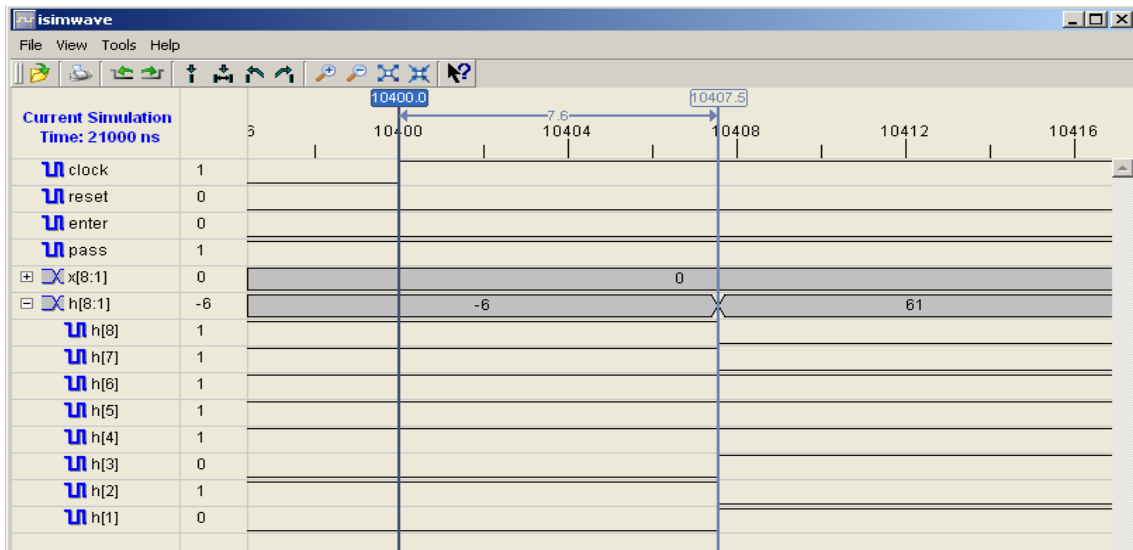 isimwave
File View Tools Help
10400.0 10407.5
Current Simulation
Time: 21000 ns
7.6
6 10400 10404 10408 10412 10416
clock 1
reset 0
enter 0
pass 1
x[8:1] 0 0
h[8:1] -6 -6 61
h[8] 1
h[7] 1
h[6] 1
h[5] 1
h[4] 1
h[3] 0
h[2] 1
h[1] 0